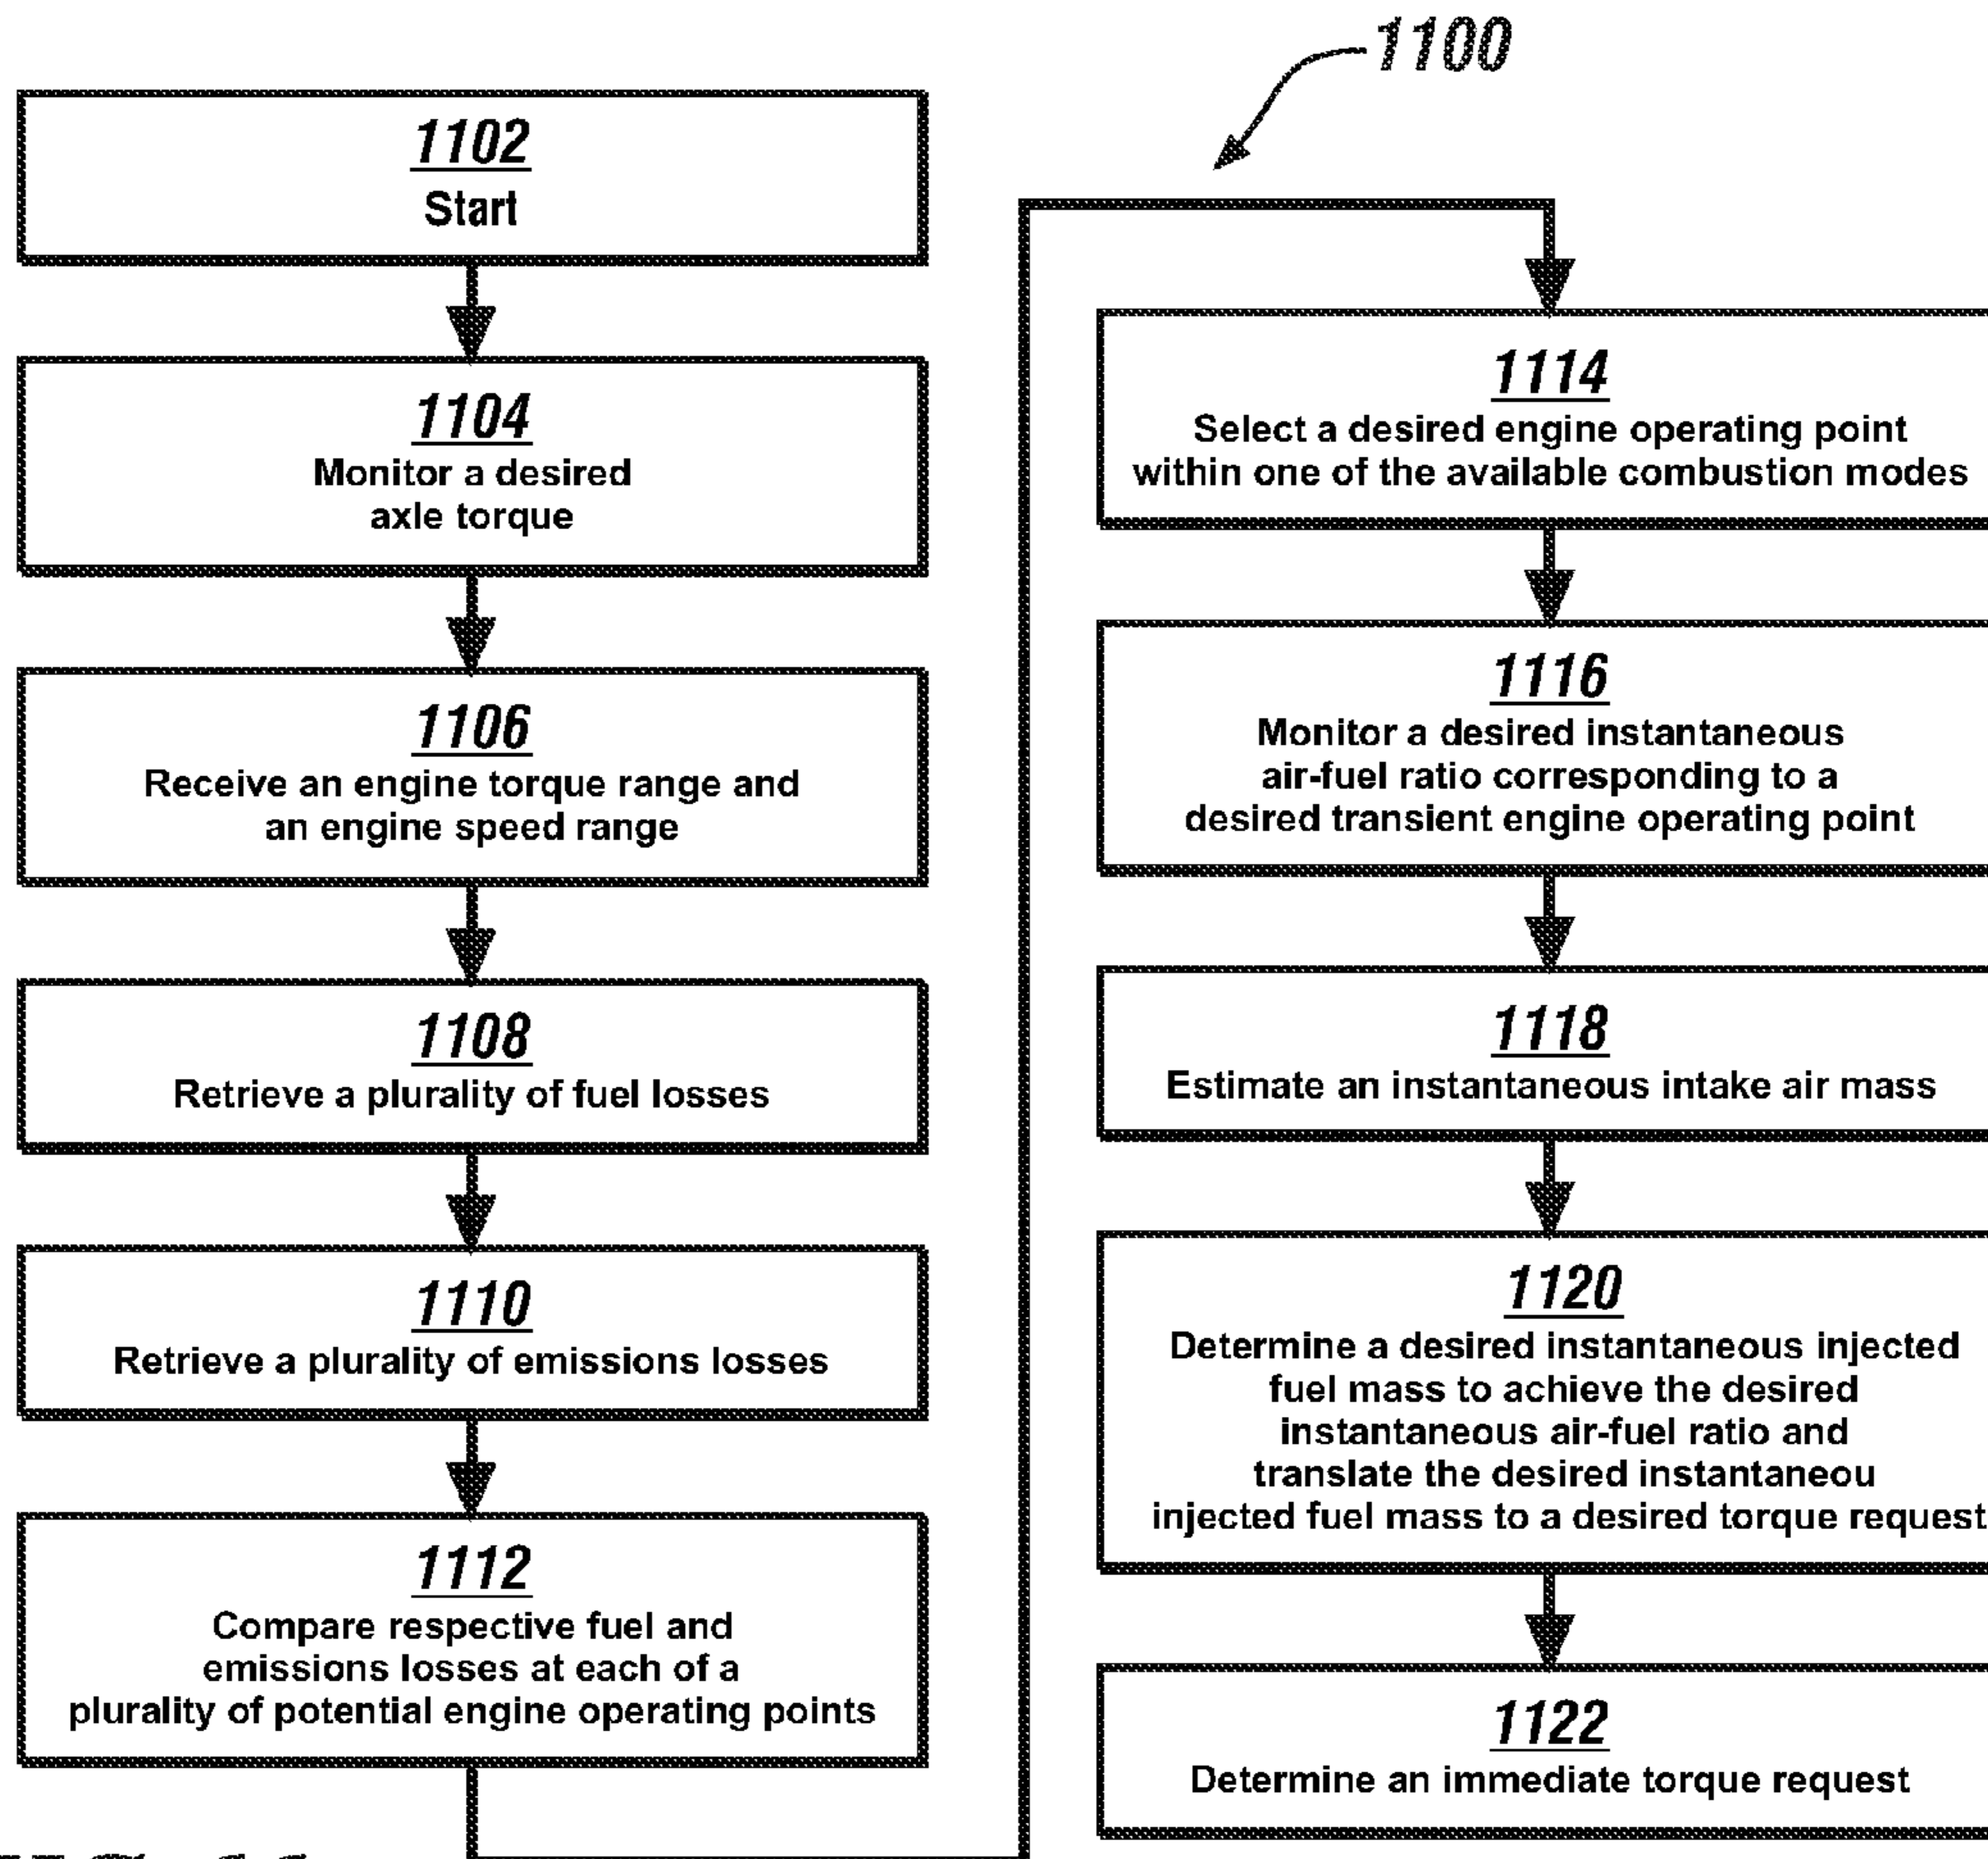 1100
1102
Start
1104
Monitor a desired
axle torque
1106
Receive an engine torque range and
an engine speed range
1108
Retrieve a plurality of fuel losses
1110
Retrieve a plurality of emissions losses
1112
Compare respective fuel and
emissions losses at each of a
plurality of potential engine operating points
1114
Select a desired engine operating point
within one of the available combustion modes
1116
Monitor a desired instantaneous
air-fuel ratio corresponding to a
desired transient engine operating point
1118
Estimate an instantaneous intake air mass
1120
Determine a desired instantaneous injected
fuel mass to achieve the desired
instantaneous air-fuel ratio and
translate the desired instantaneou
injected fuel mass to a desired torque request
1122
Determine an immediate torque request